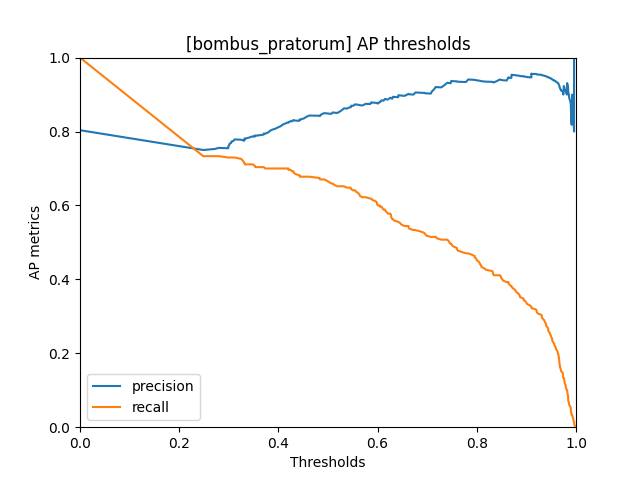 [bombus_pratorum] AP thresholds
1.0
0.8
0.6
0.4
0.2
0.0
AP metrics
precision
recall
0.0 0.2 0.4 0.6 0.8 1.0
Thresholds